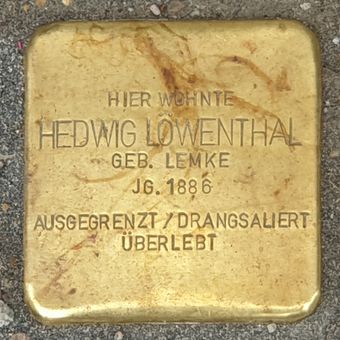 HIER WOHNTE
HEDWIG LÖWENTHAL
GEB. LEMKE
JG. 1886
AUSGEGRENZT / DRANGSALIERT
ÜBERLEBT